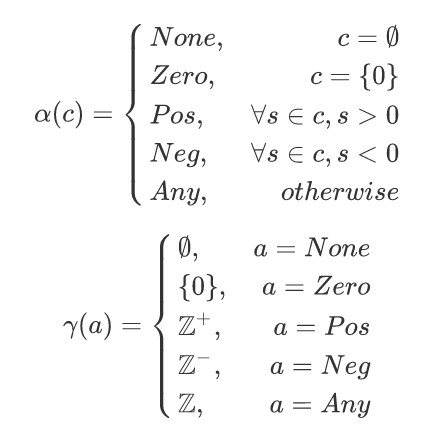 α(c) = { None, c = ∅
Zero, c = {0}
Pos, ∀s ∈ c, s > 0
Neg, ∀s ∈ c, s < 0
Any, otherwise
γ(a) = { ∅, a = None
{0}, a = Zero
ℤ⁺, a = Pos
ℤ⁻, a = Neg
ℤ, a = Any